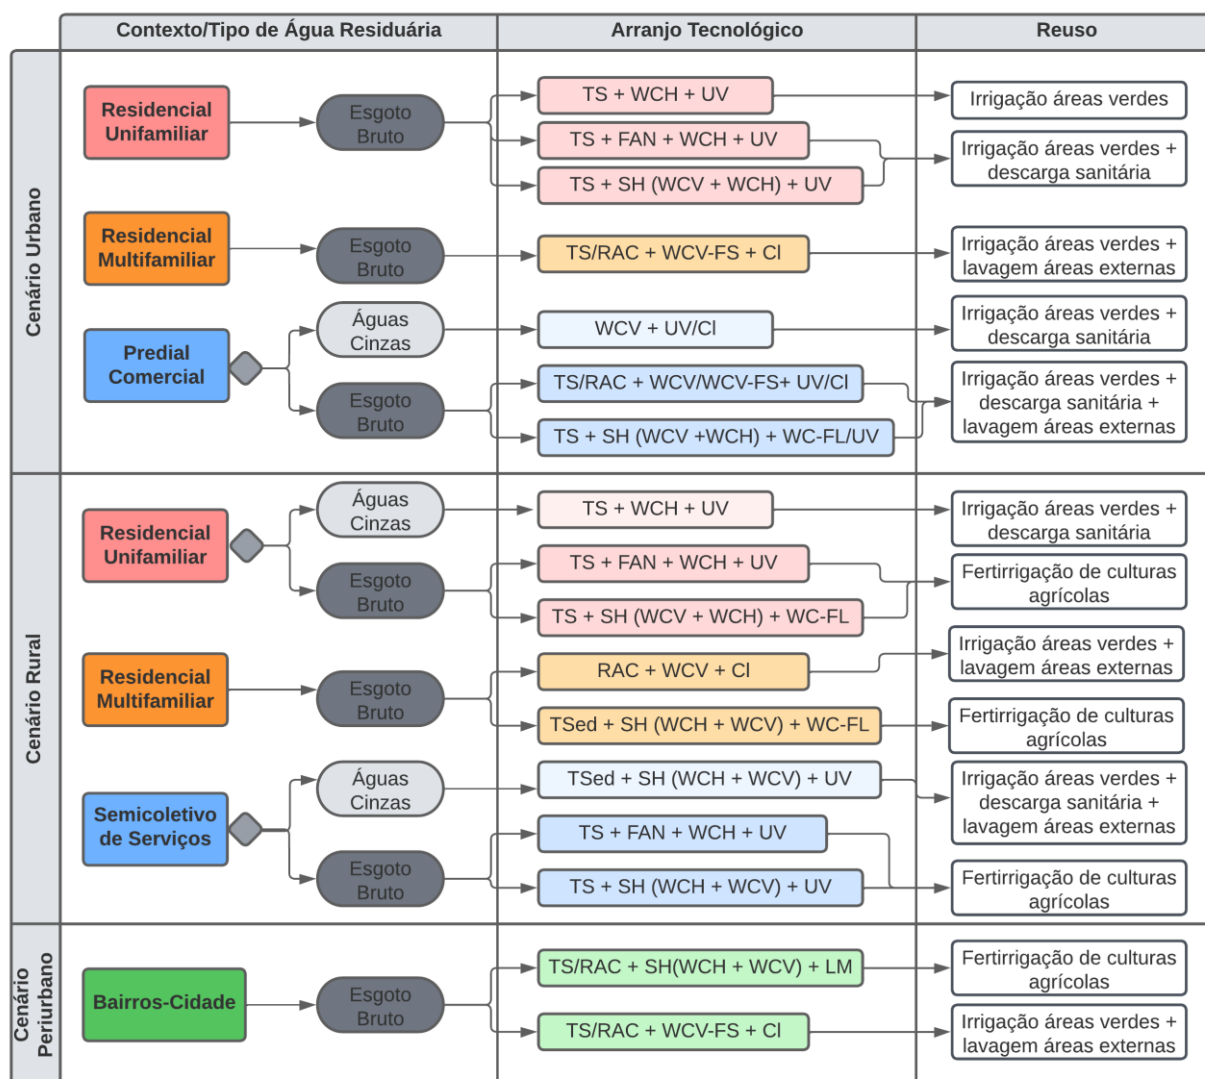 Contexto/Tipo de Água Residuária
Arranjo Tecnológico
Reuso
Cenário Urbano
Residencial
Unifamiliar
Esgoto
Bruto
TS + WCH + UV
Irrigação áreas verdes
TS + FAN + WCH + UV
TS + SH (WCV + WCH) + UV
Irrigação áreas verdes +
descarga sanitária
Residencial
Multifamiliar
Esgoto
Bruto
TS/RAC + WCV-FS + Cl
Irrigação áreas verdes +
lavagem áreas externas
Predial
Comercial
Águas
Cinzas
WCV + UV/Cl
Irrigação áreas verdes +
descarga sanitária
Esgoto
Bruto
TS/RAC + WCV/WCV-FS+ UV/Cl
TS + SH (WCV +WCH) + WC-FL/UV
Irrigação áreas verdes +
descarga sanitária +
lavagem áreas externas
Cenário Rural
Residencial
Unifamiliar
Águas
Cinzas
TS + WCH + UV
Irrigação áreas verdes +
descarga sanitária
Esgoto
Bruto
TS + FAN + WCH + UV
TS + SH (WCV + WCH) + WC-FL
Fertirrigação de culturas
agrícolas
Residencial
Multifamiliar
Esgoto
Bruto
RAC + WCV + Cl
Irrigação áreas verdes +
lavagem áreas externas
TSed + SH (WCH + WCV) + WC-FL
Fertirrigação de culturas
agrícolas
Semicoletivo
de Serviços
Águas
Cinzas
TSed + SH (WCH + WCV) + UV
Irrigação áreas verdes +
descarga sanitária +
lavagem áreas externas
Esgoto
Bruto
TS + FAN + WCH + UV
TS + SH (WCH + WCV) + UV
Fertirrigação de culturas
agrícolas
Cenário
Periurbano
Bairros-Cidade
Esgoto
Bruto
TS/RAC + SH(WCH + WCV) + LM
Fertirrigação de culturas
agrícolas
TS/RAC + WCV-FS + Cl
Irrigação áreas verdes +
lavagem áreas externas